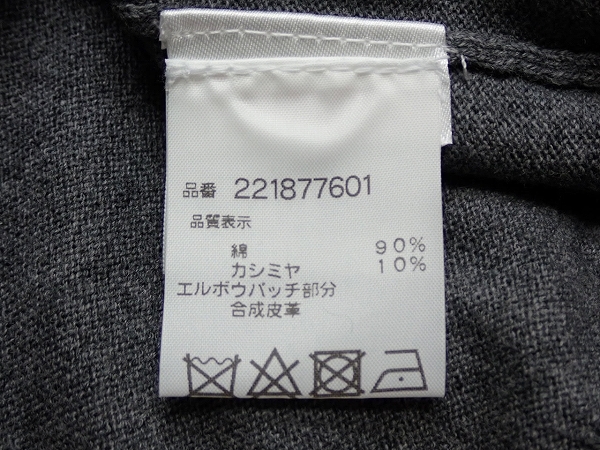 品番 221877601
品質表示
綿 90%
カシミヤ 10%
エルボウパッチ部分
合成皮革